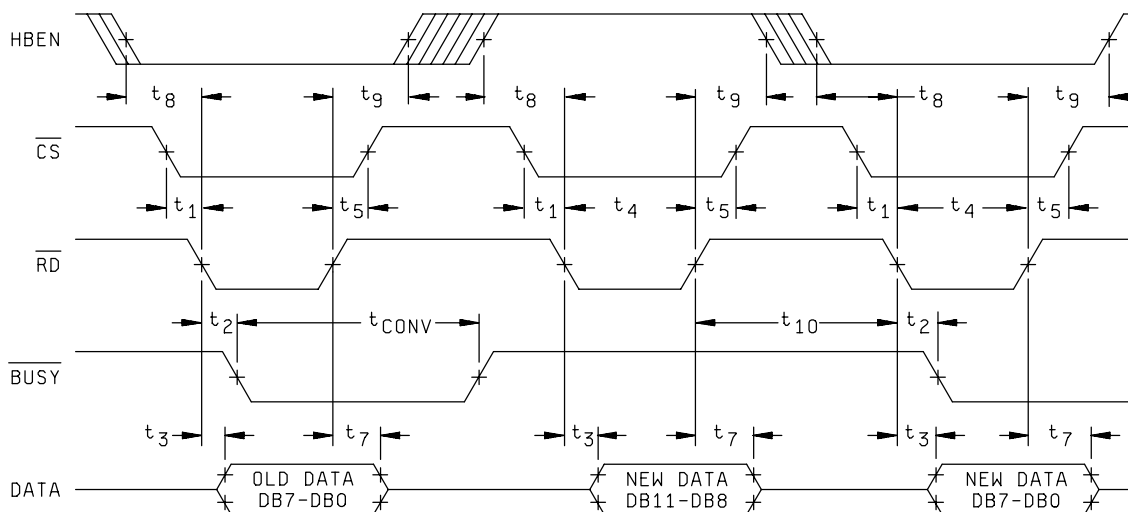 HBEN
t8 t9 t8 t9 t8 t9
CS
t1 t5 t1 t4 t5 t1 t4 t5
RD
t2 tCONV t10 t2
BUSY
t3 t7 t3 t7 t3 t7
DATA
OLD DATA
DB7-DB0
NEW DATA
DB11-DB8
NEW DATA
DB7-DB0